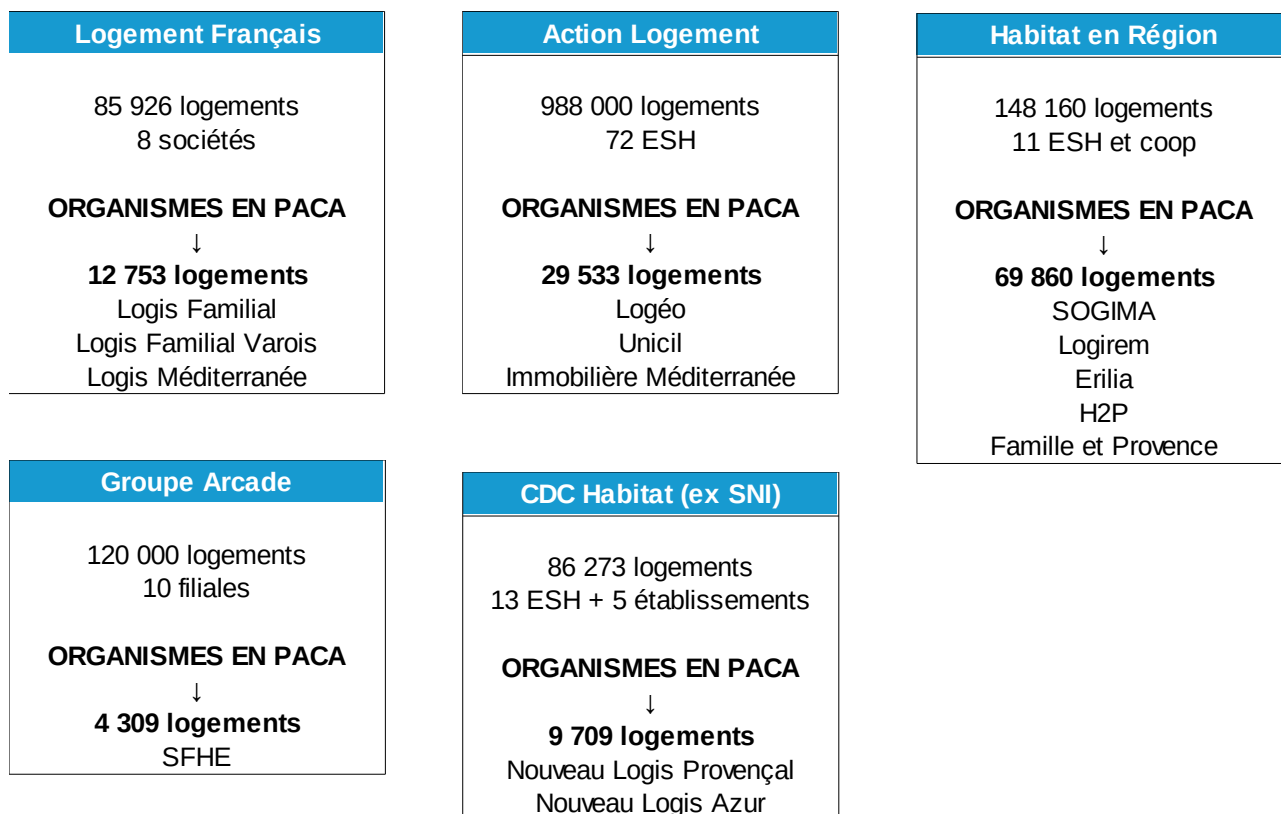 Logement Français
85 926 logements
8 sociétés
ORGANISMES EN PACA
↓
12 753 logements
Logis Familial
Logis Familial Varois
Logis Méditerranée
Action Logement
988 000 logements
72 ESH
ORGANISMES EN PACA
↓
29 533 logements
Logéo
Unicil
Immobilière Méditerranée
Habitat en Région
148 160 logements
11 ESH et coop
ORGANISMES EN PACA
↓
69 860 logements
SOGIMA
Logirem
Erilia
H2P
Famille et Provence
Groupe Arcade
120 000 logements
10 filiales
ORGANISMES EN PACA
↓
4 309 logements
SFHE
CDC Habitat (ex SNI)
86 273 logements
13 ESH + 5 établissements
ORGANISMES EN PACA
↓
9 709 logements
Nouveau Logis Provençal
Nouveau Logis Azur